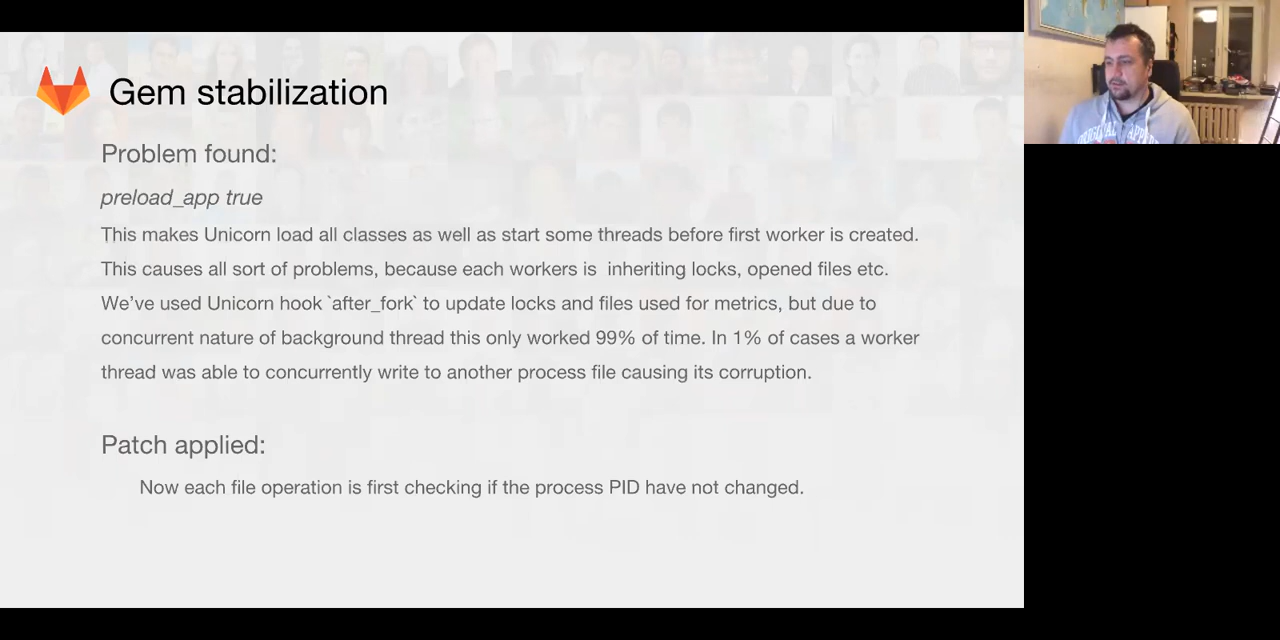 Gem stabilization
Problem found:
preload_app true
This makes Unicorn load all classes as well as start some threads before first worker is created.
This causes all sort of problems, because each workers is inheriting locks, opened files etc.
We’ve used Unicorn hook `after_fork` to update locks and files used for metrics, but due to
concurrent nature of background thread this only worked 99% of time. In 1% of cases a worker
thread was able to concurrently write to another process file causing its corruption.
Patch applied:
Now each file operation is first checking if the process PID have not changed.
ORIGINAL